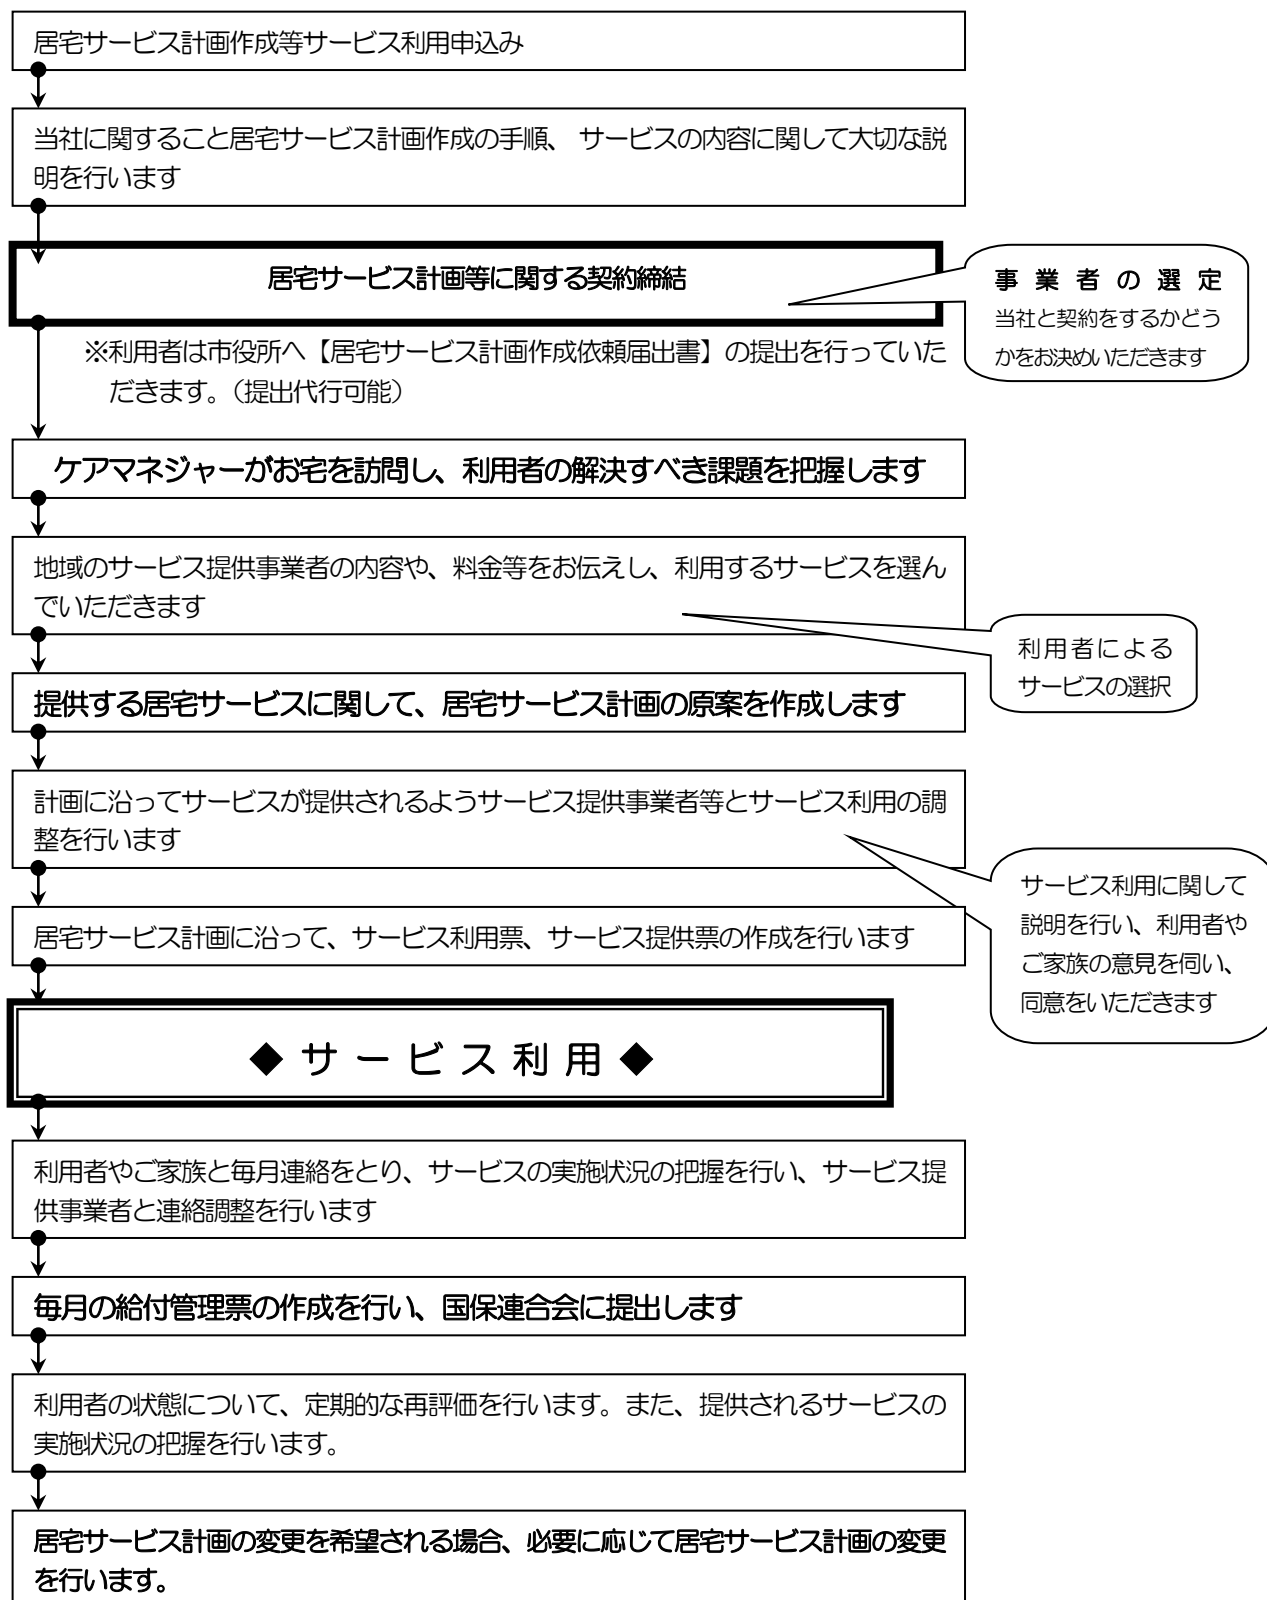 居宅サービス計画作成等サービス利用申込み
当社に関すること居宅サービス計画作成の手順、 サービスの内容に関して大切な説
明を行います
居宅サービス計画等に関する契約締結
事業者の選定
当社と契約をするかどう
かをお決めいただきます
※利用者は市役所へ【居宅サービス計画作成依頼届出書】の提出を行っていた
だきます。（提出代行可能）
ケアマネジャーがお宅を訪問し、利用者の解決すべき課題を把握します
地域のサービス提供事業者の内容や、料金等をお伝えし、利用するサービスを選ん
でいただきます
利用者による
サービスの選択
提供する居宅サービスに関して、居宅サービス計画の原案を作成します
計画に沿ってサービスが提供されるようサービス提供事業者等とサービス利用の調
整を行います
サービス利用に関して
説明を行い、利用者や
ご家族の意見を伺い、
同意をいただきます
居宅サービス計画に沿って、サービス利用票、サービス提供票の作成を行います
◆サービス利用◆
利用者やご家族と毎月連絡をとり、サービスの実施状況の把握を行い、サービス提
供事業者と連絡調整を行います
毎月の給付管理票の作成を行い、国保連合会に提出します
利用者の状態について、定期的な再評価を行います。また、提供されるサービスの
実施状況の把握を行います。
居宅サービス計画の変更を希望される場合、必要に応じて居宅サービス計画の変更
を行います。